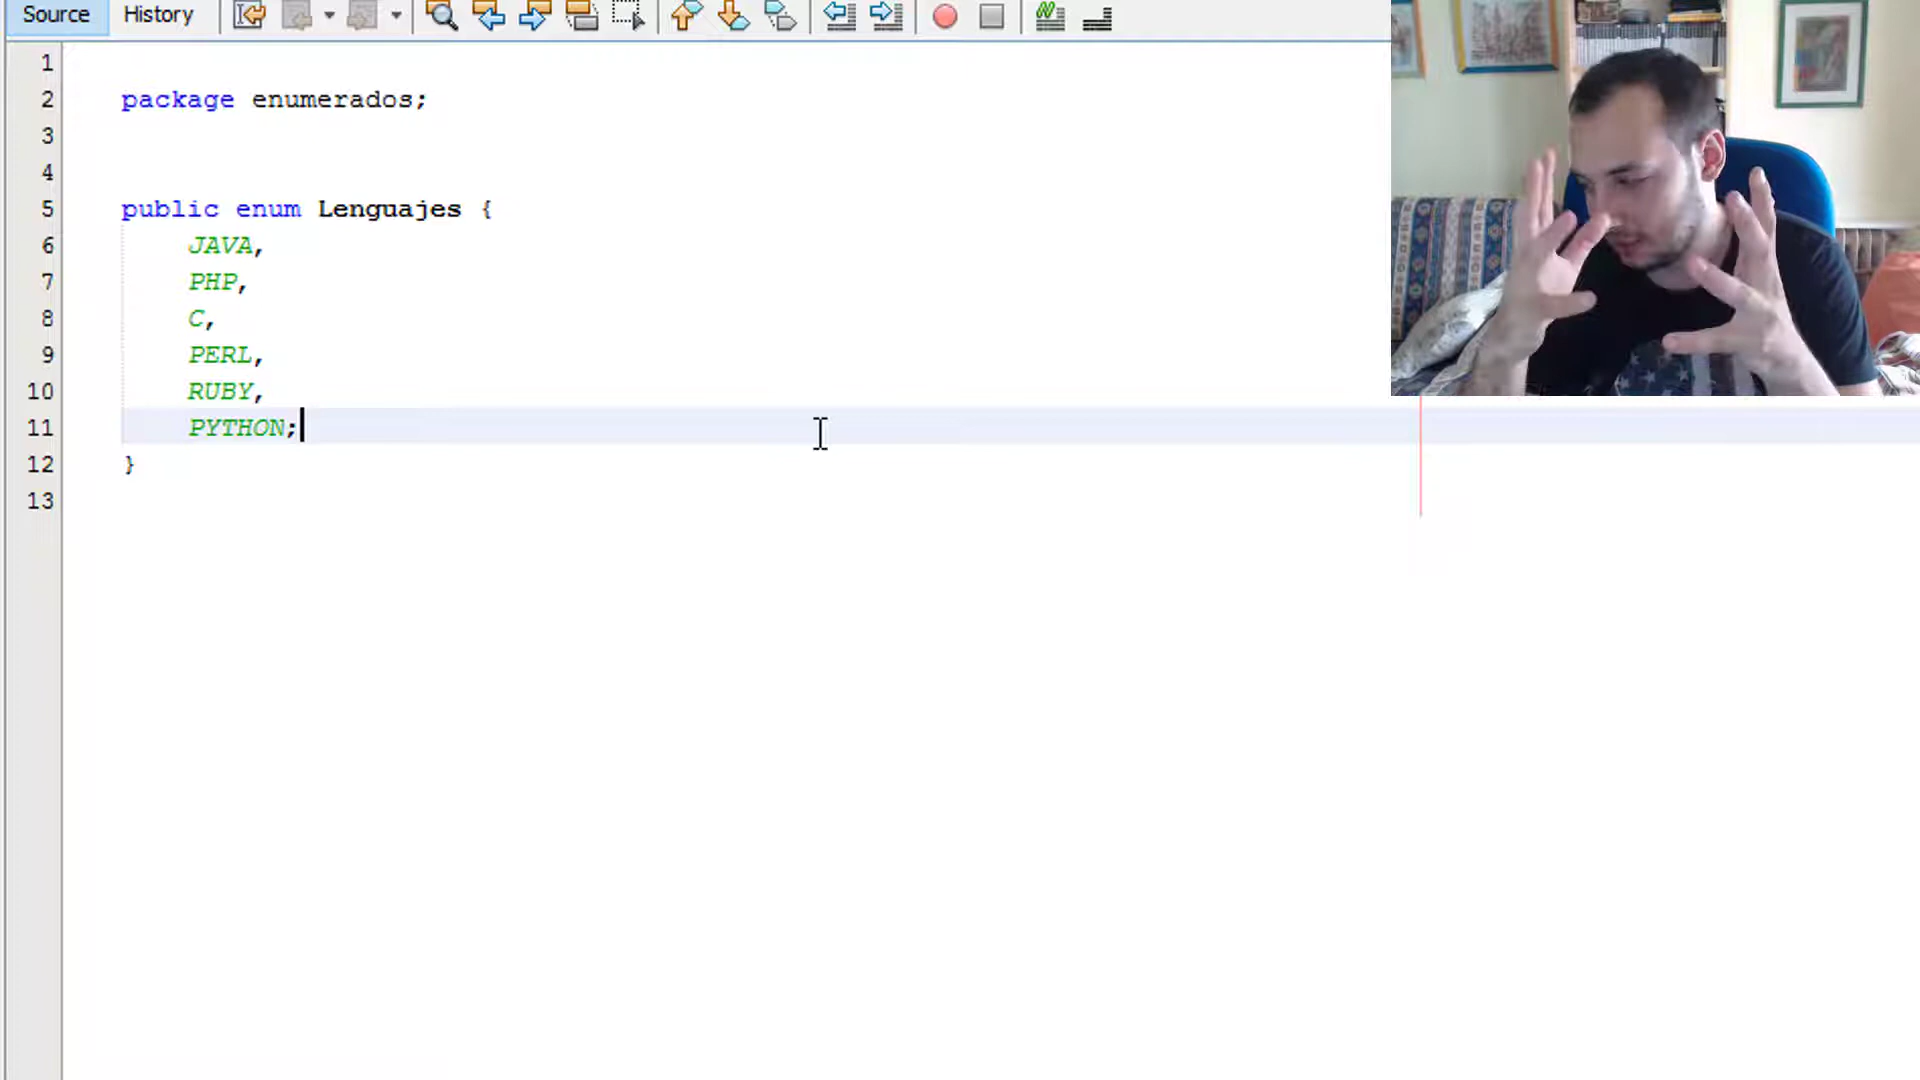 Source History
1
2 package enumerados;
3
4
5 public enum Lenguajes {
6 JAVA,
7 PHP,
8 C,
9 PERL,
10 RUBY,
11 PYTHON;
12 }
13